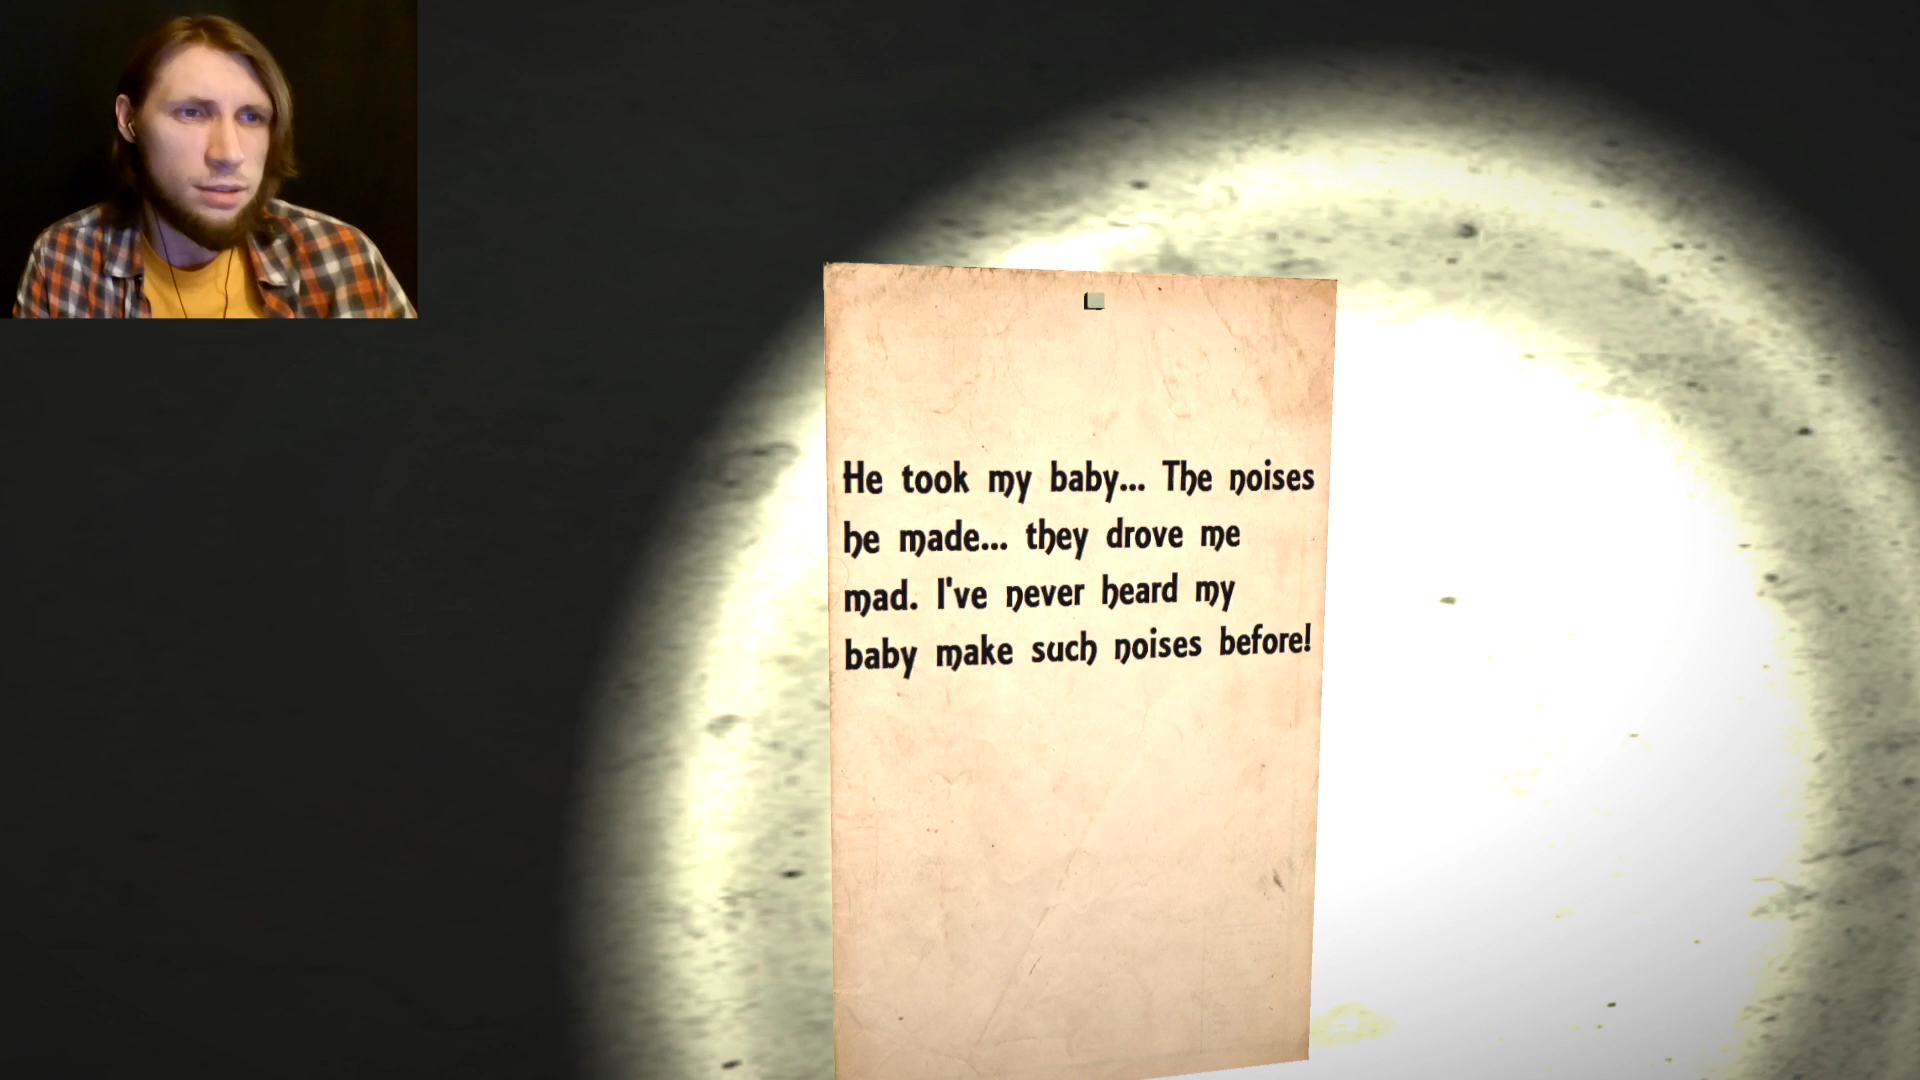 He took my baby... The noises
he made... they drove me
mad. I've never heard my
baby make such noises before!